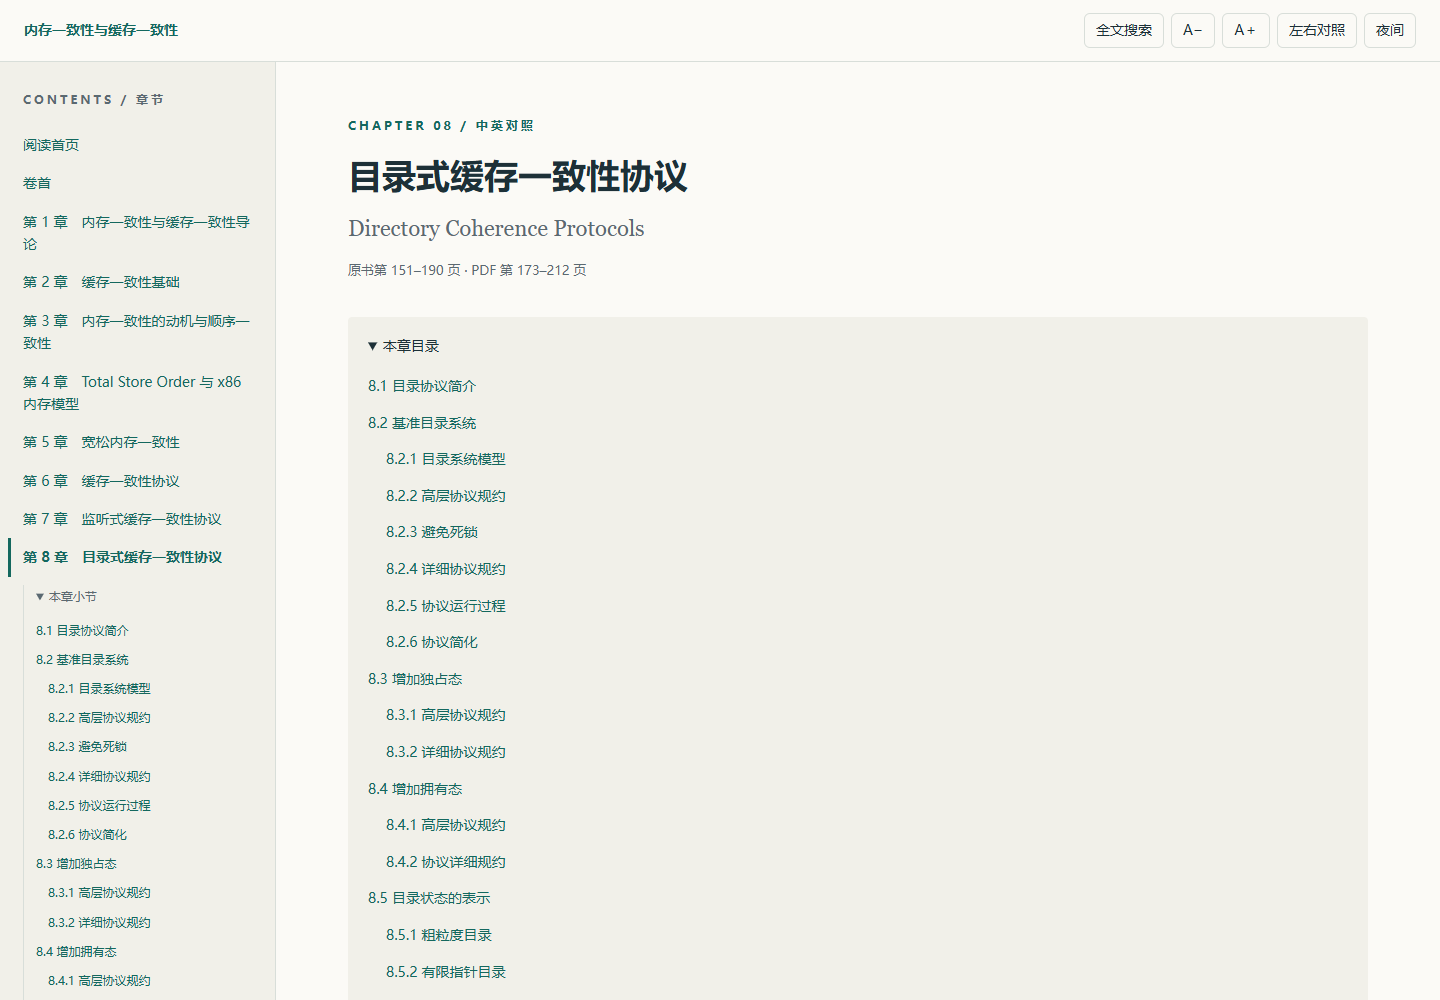 内存一致性与缓存一致性
全文搜索
A−
A+
左右对照
夜间
CONTENTS / 章节
阅读首页
卷首
第 1 章 内存一致性与缓存一致性导
论
第 2 章 缓存一致性基础
第 3 章 内存一致性的动机与顺序一
致性
第 4 章 Total Store Order 与 x86
内存模型
第 5 章 宽松内存一致性
第 6 章 缓存一致性协议
第 7 章 监听式缓存一致性协议
第 8 章 目录式缓存一致性协议
▼ 本章小节
8.1 目录协议简介
8.2 基准目录系统
8.2.1 目录系统模型
8.2.2 高层协议规约
8.2.3 避免死锁
8.2.4 详细协议规约
8.2.5 协议运行过程
8.2.6 协议简化
8.3 增加独占态
8.3.1 高层协议规约
8.3.2 详细协议规约
8.4 增加拥有态
8.4.1 高层协议规约
CHAPTER 08 / 中英对照
目录式缓存一致性协议
Directory Coherence Protocols
原书第 151–190 页 · PDF 第 173–212 页
▼ 本章目录
8.1 目录协议简介
8.2 基准目录系统
8.2.1 目录系统模型
8.2.2 高层协议规约
8.2.3 避免死锁
8.2.4 详细协议规约
8.2.5 协议运行过程
8.2.6 协议简化
8.3 增加独占态
8.3.1 高层协议规约
8.3.2 详细协议规约
8.4 增加拥有态
8.4.1 高层协议规约
8.4.2 协议详细规约
8.5 目录状态的表示
8.5.1 粗粒度目录
8.5.2 有限指针目录